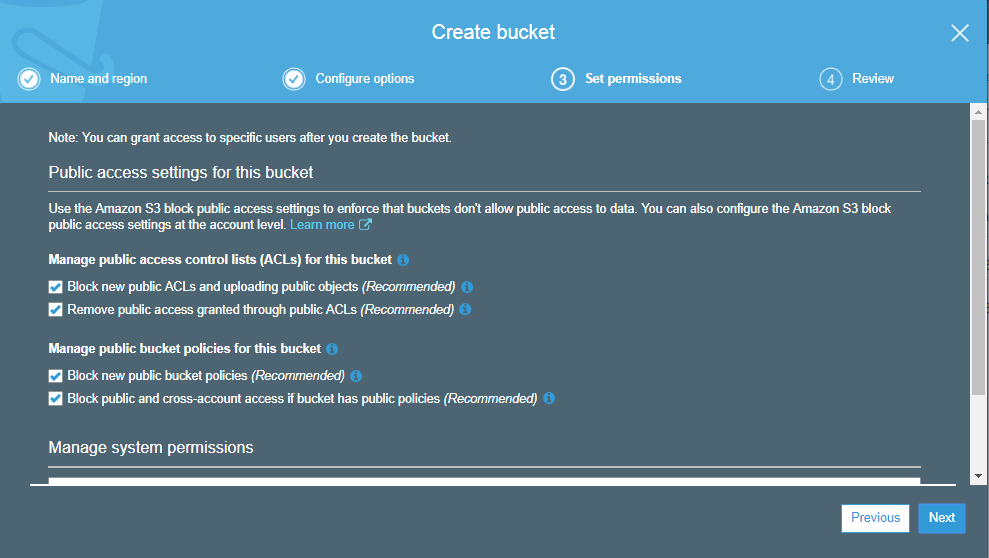 Create bucket
Name and region
Configure options
3 Set permissions
4 Review
Note: You can grant access to specific users after you create the bucket.
Public access settings for this bucket
Use the Amazon S3 block public access settings to enforce that buckets don't allow public access to data. You can also configure the Amazon S3 block
public access settings at the account level. Learn more
Manage public access control lists (ACLs) for this bucket
Block new public ACLs and uploading public objects (Recommended)
Remove public access granted through public ACLs (Recommended)
Manage public bucket policies for this bucket
Block new public bucket policies (Recommended)
Block public and cross-account access if bucket has public policies (Recommended)
Manage system permissions
Previous
Next